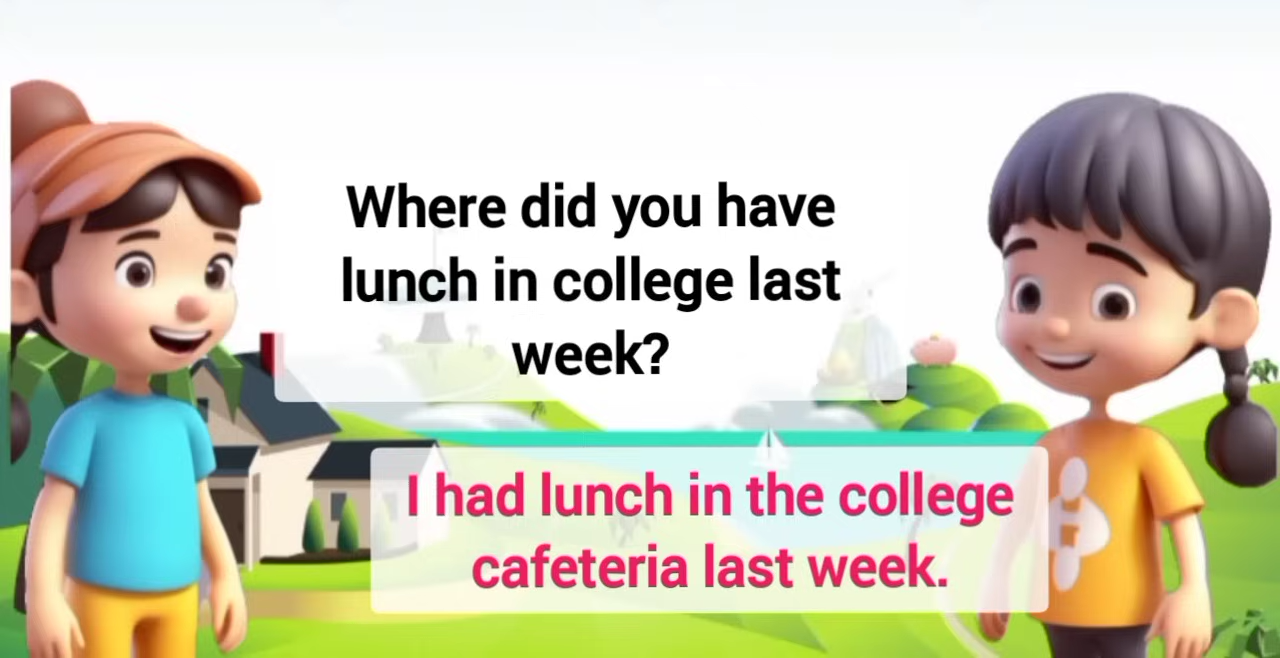 Where did you have
lunch in college last
week?
I had lunch in the college
cafeteria last week.